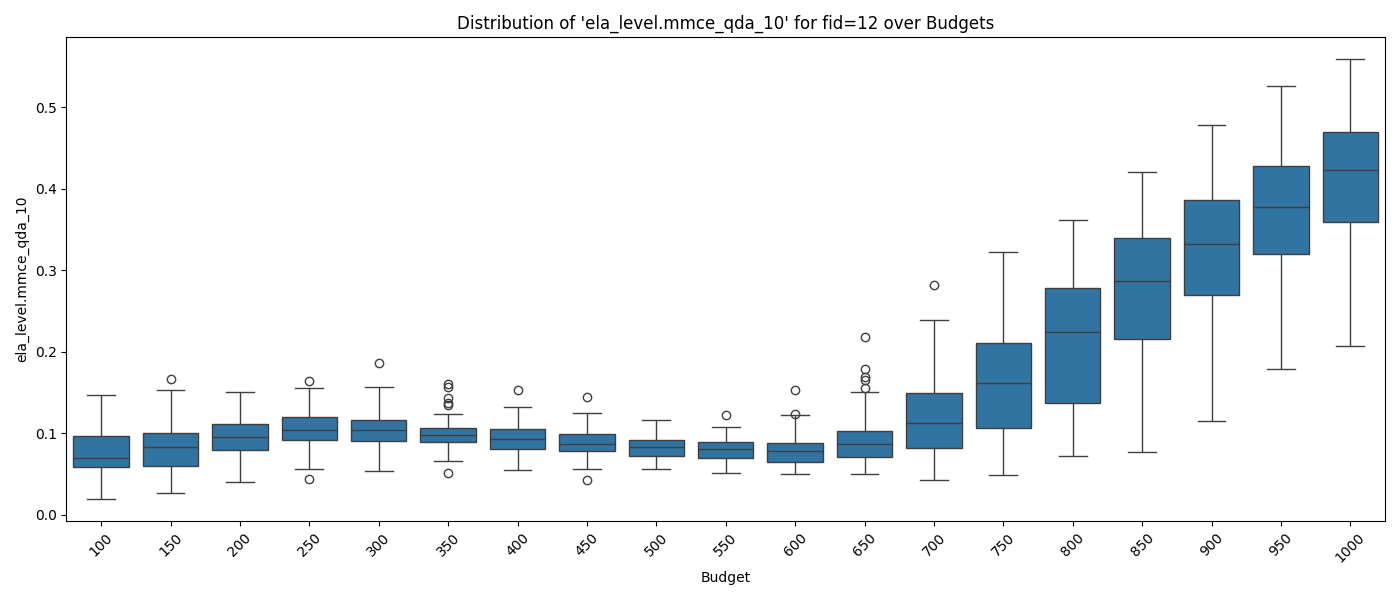 Distribution of 'ela_level.mmce_qda_10' for fid=12 over Budgets
ela_level.mmce_qda_10
0.5
0.4
0.3
0.2
0.1
0.0
100 150 200 250 300 350 400 450 500 550 600 650 700 750 800 850 900 950 1000
Budget